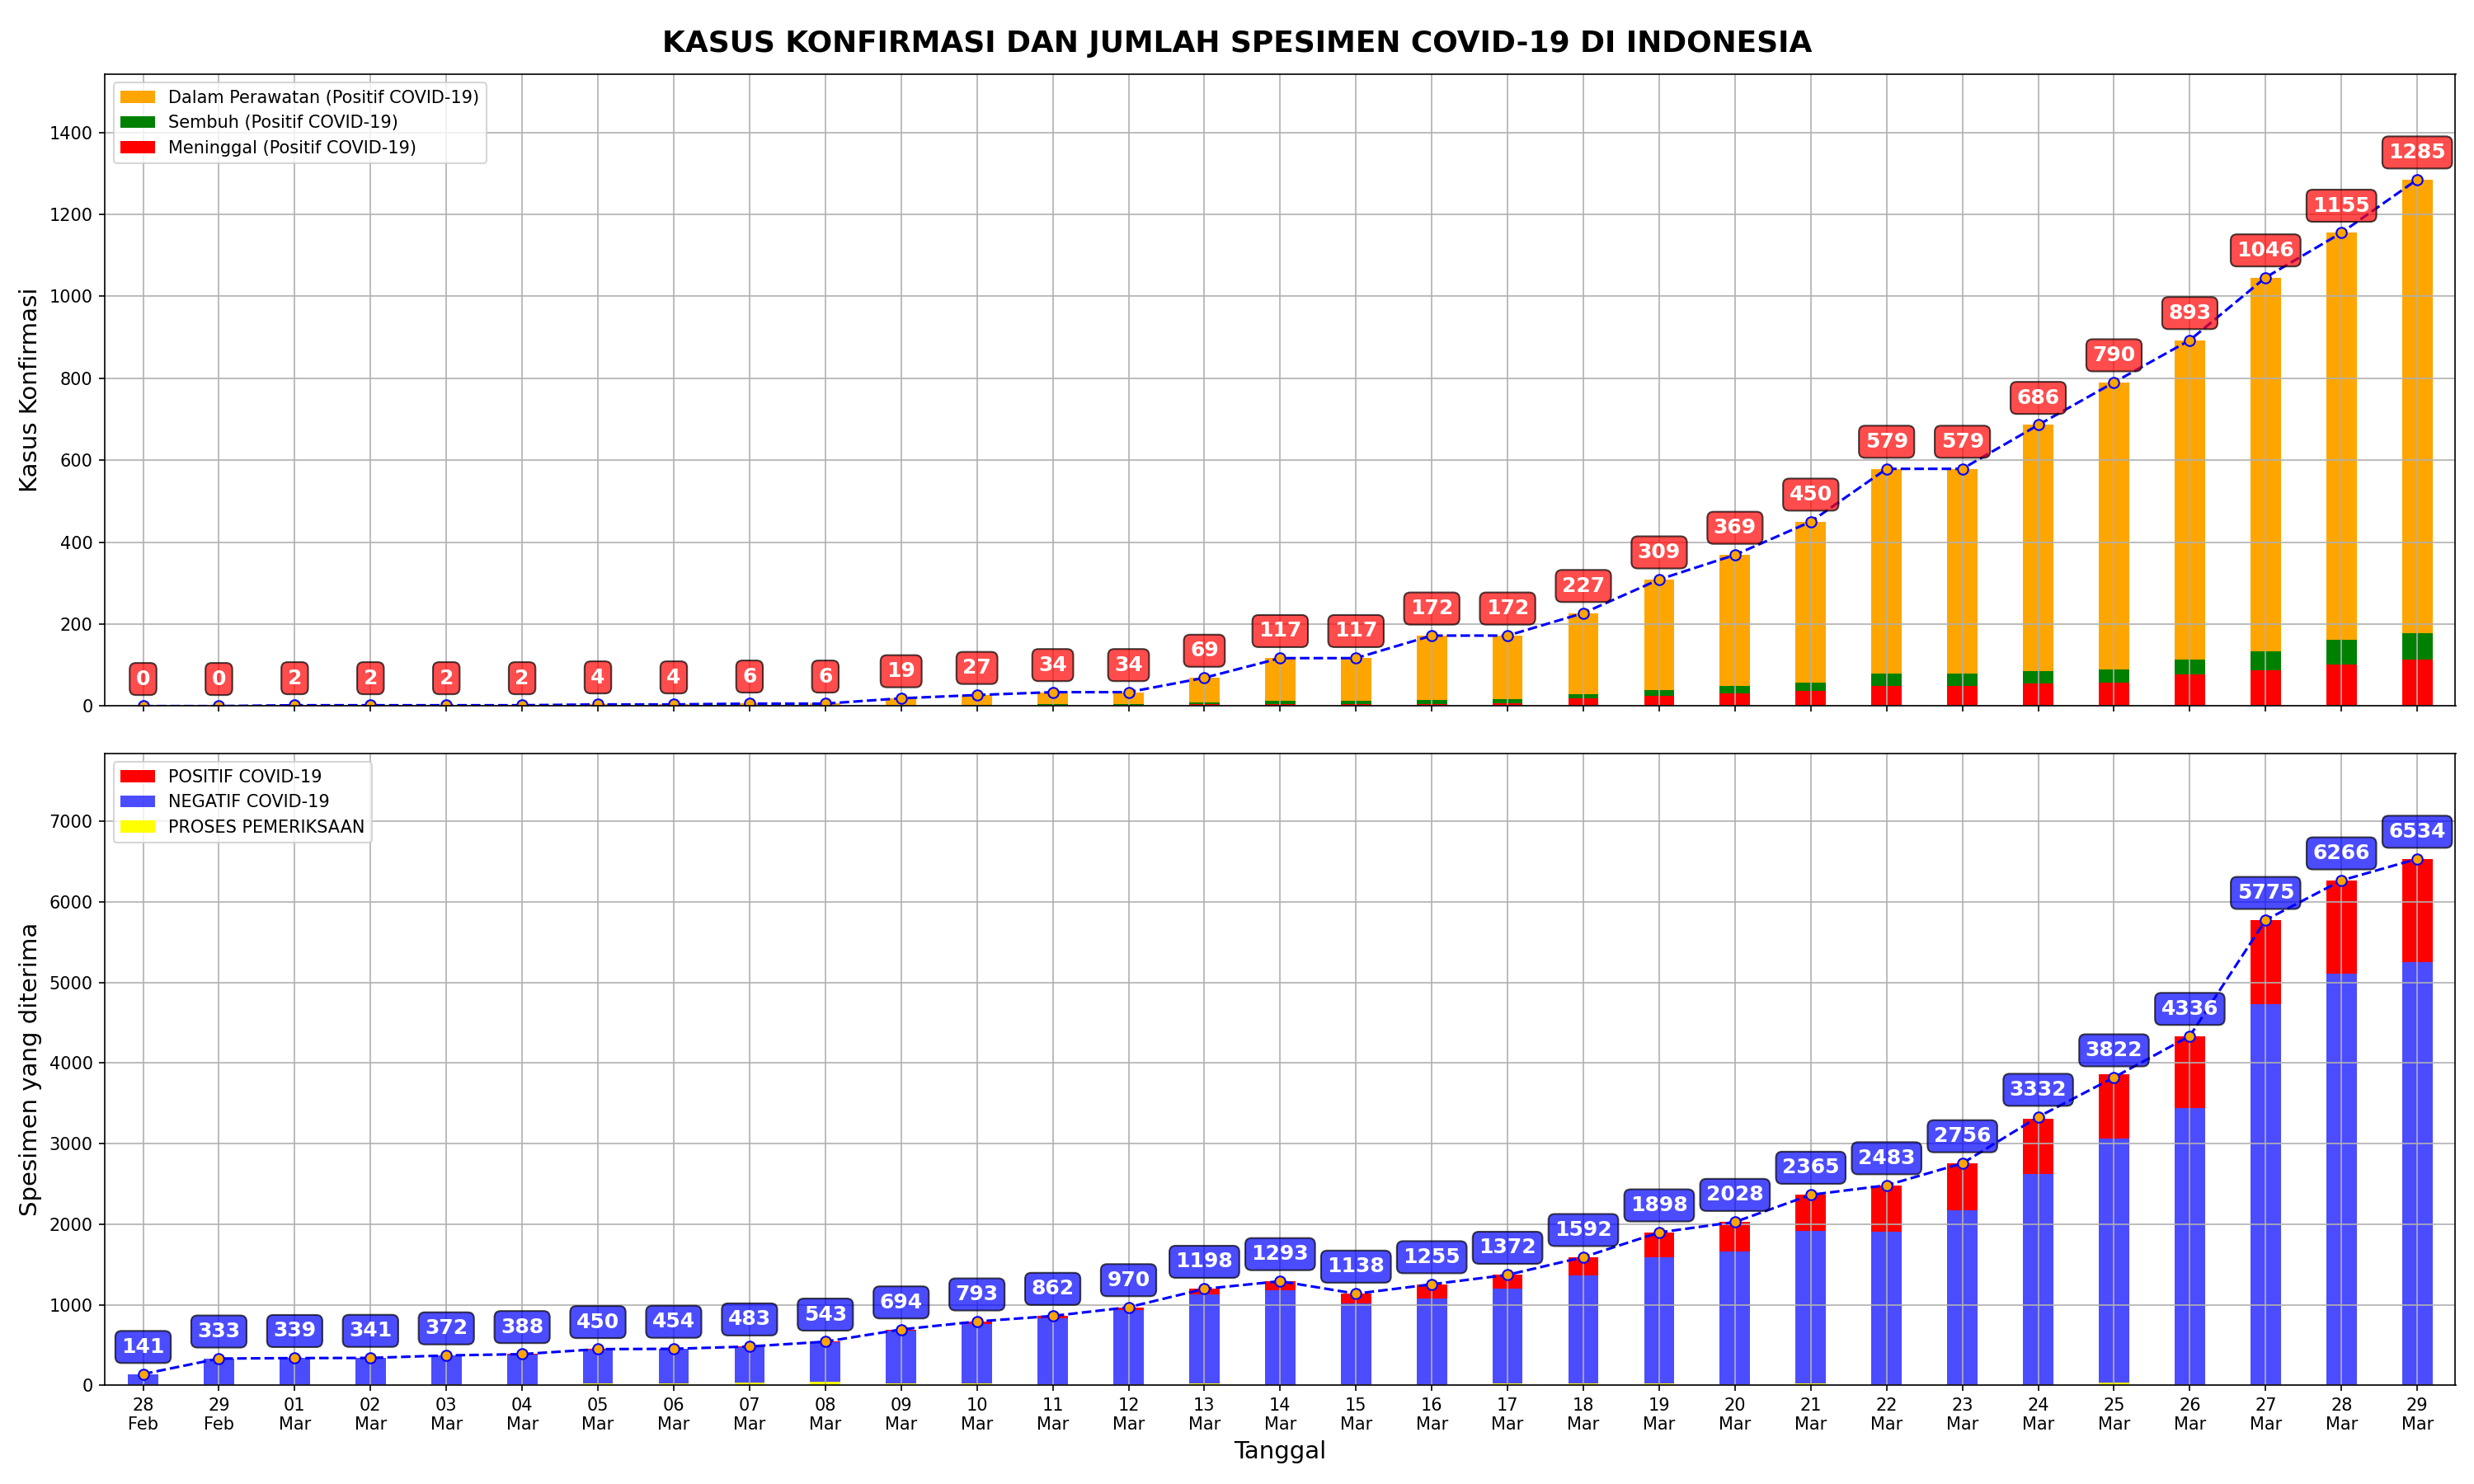 KASUS KONFIRMASI DAN JUMLAH SPESIMEN COVID-19 DI INDONESIA
Dalam Perawatan (Positif COVID-19)
Sembuh (Positif COVID-19)
Meninggal (Positif COVID-19)
Kasus Konfirmasi
1400
1200
1000
800
600
400
200
0
0 0 2 2 2 2 4 4 6 6 19 27 34 34 69 117 117 172 172 227 309 369 450 579 579 686 790 893 1046 1155 1285
POSITIF COVID-19
NEGATIF COVID-19
PROSES PEMERIKSAAN
Spesimen yang diterima
7000
6000
5000
4000
3000
2000
1000
0
141 333 339 341 372 388 450 454 483 543 694 793 862 970 1198 1293 1138 1255 1372 1592 1898 2028 2365 2483 2756 3332 3822 4336 5775 6266 6534
28 29 01 02 03 04 05 06 07 08 09 10 11 12 13 14 15 16 17 18 19 20 21 22 23 24 25 26 27 28 29
Feb Feb Mar Mar Mar Mar Mar Mar Mar Mar Mar Mar Mar Mar Mar Mar Mar Mar Mar Mar Mar Mar Mar Mar Mar Mar Mar Mar Mar Mar Mar
Tanggal